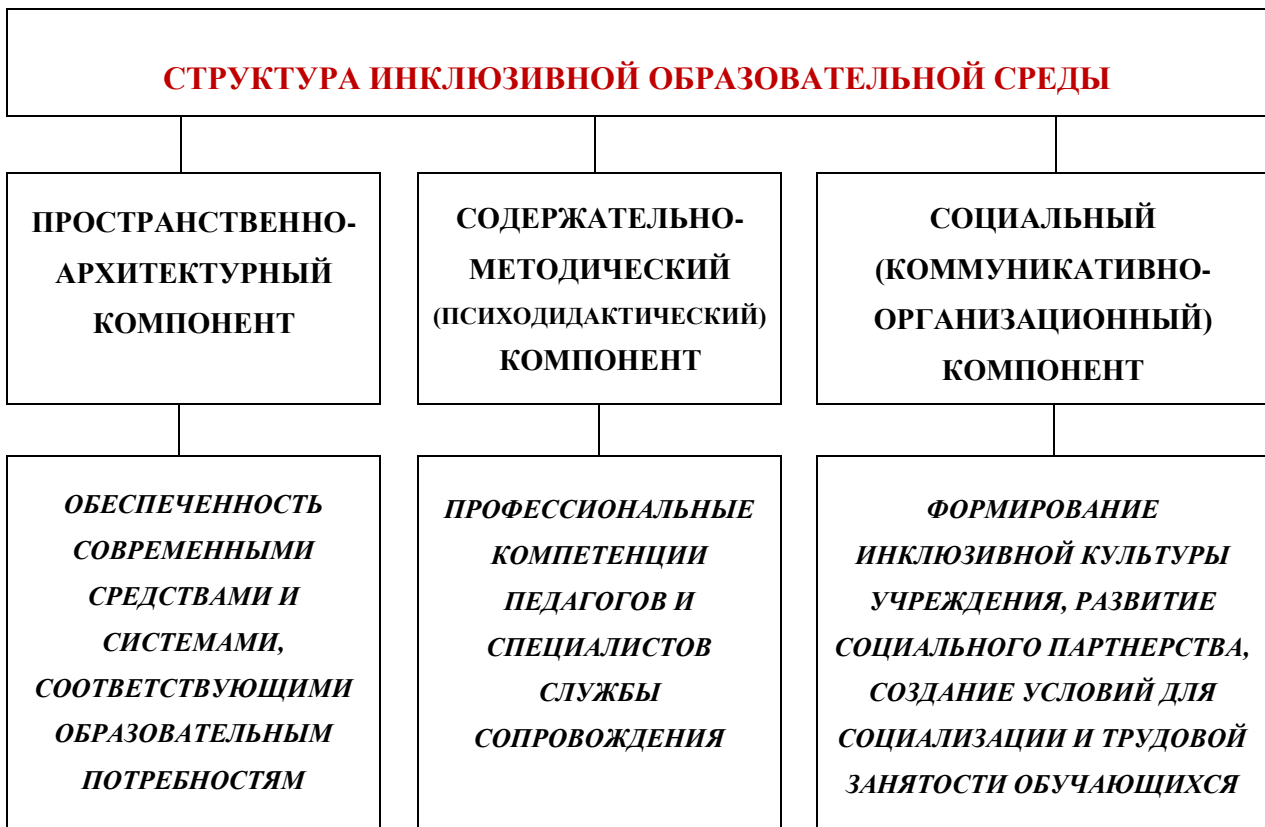 СТРУКТУРА ИНКЛЮЗИВНОЙ ОБРАЗОВАТЕЛЬНОЙ СРЕДЫ
ПРОСТРАНСТВЕННО-
АРХИТЕКТУРНЫЙ
КОМПОНЕНТ
СОДЕРЖАТЕЛЬНО-
МЕТОДИЧЕСКИЙ
(ПСИХОДИДАКТИЧЕСКИЙ)
КОМПОНЕНТ
СОЦИАЛЬНЫЙ
(КОММУНИКАТИВНО-
ОРГАНИЗАЦИОННЫЙ)
КОМПОНЕНТ
ОБЕСПЕЧЕННОСТЬ
СОВРЕМЕННЫМИ
СРЕДСТВАМИ И
СИСТЕМАМИ,
СООТВЕТСТВУЮЩИМИ
ОБРАЗОВАТЕЛЬНЫМ
ПОТРЕБНОСТЯМ
ПРОФЕССИОНАЛЬНЫЕ
КОМПЕТЕНЦИИ
ПЕДАГОГОВ И
СПЕЦИАЛИСТОВ
СЛУЖБЫ
СОПРОВОЖДЕНИЯ
ФОРМИРОВАНИЕ
ИНКЛЮЗИВНОЙ КУЛЬТУРЫ
УЧРЕЖДЕНИЯ, РАЗВИТИЕ
СОЦИАЛЬНОГО ПАРТНЕРСТВА,
СОЗДАНИЕ УСЛОВИЙ ДЛЯ
СОЦИАЛИЗАЦИИ И ТРУДОВОЙ
ЗАНЯТОСТИ ОБУЧАЮЩИХСЯ